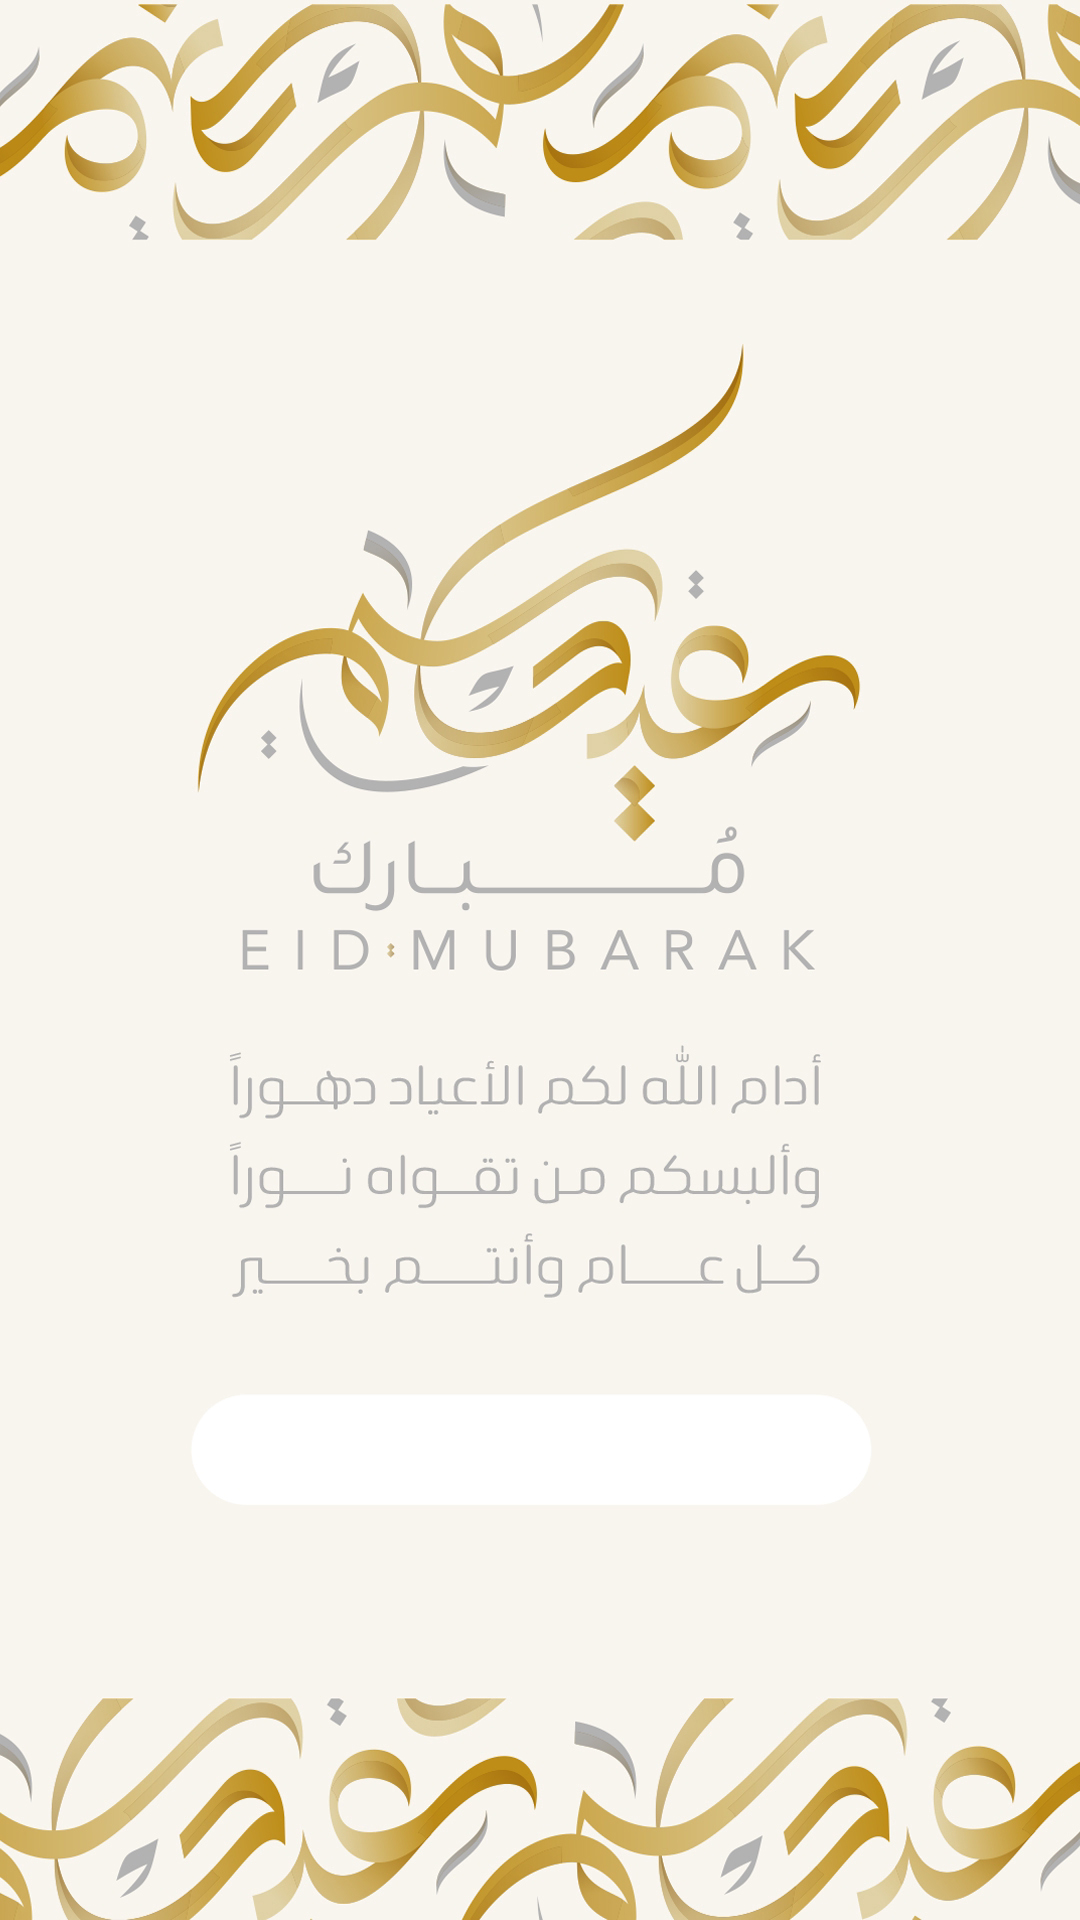 عيدكم
مُبارك
EID MUBARAK
أدام الله لكم الأعياد دهوراً
وألبسكم من تقواه نوراً
كل عام وأنتم بخير